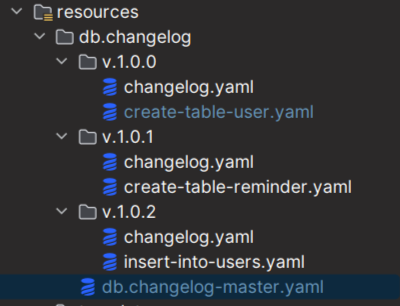 resources
db.changelog
v.1.0.0
changelog.yaml
create-table-user.yaml
v.1.0.1
changelog.yaml
create-table-reminder.yaml
v.1.0.2
changelog.yaml
insert-into-users.yaml
db.changelog-master.yaml